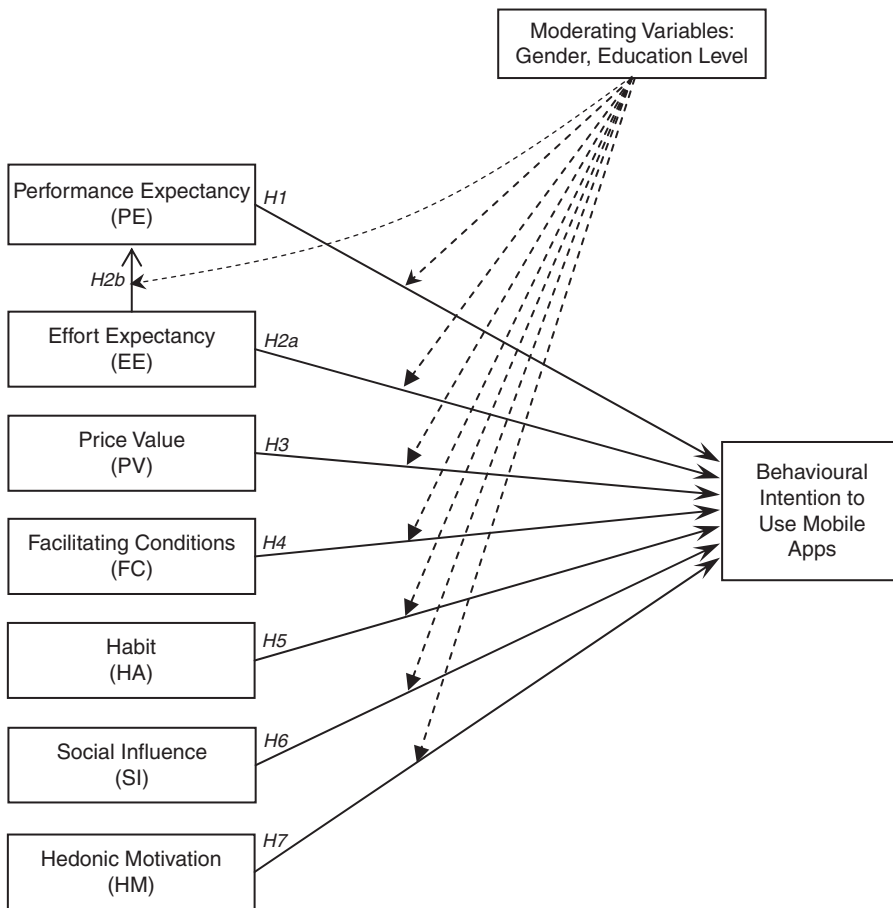 Moderating Variables:
Gender, Education Level
Performance Expectancy
(PE)
H1
H2b
Effort Expectancy
(EE)
H2a
Price Value
(PV)
H3
Facilitating Conditions
(FC)
H4
Habit
(HA)
H5
Social Influence
(SI)
H6
Hedonic Motivation
(HM)
H7
Behavioural
Intention to
Use Mobile
Apps